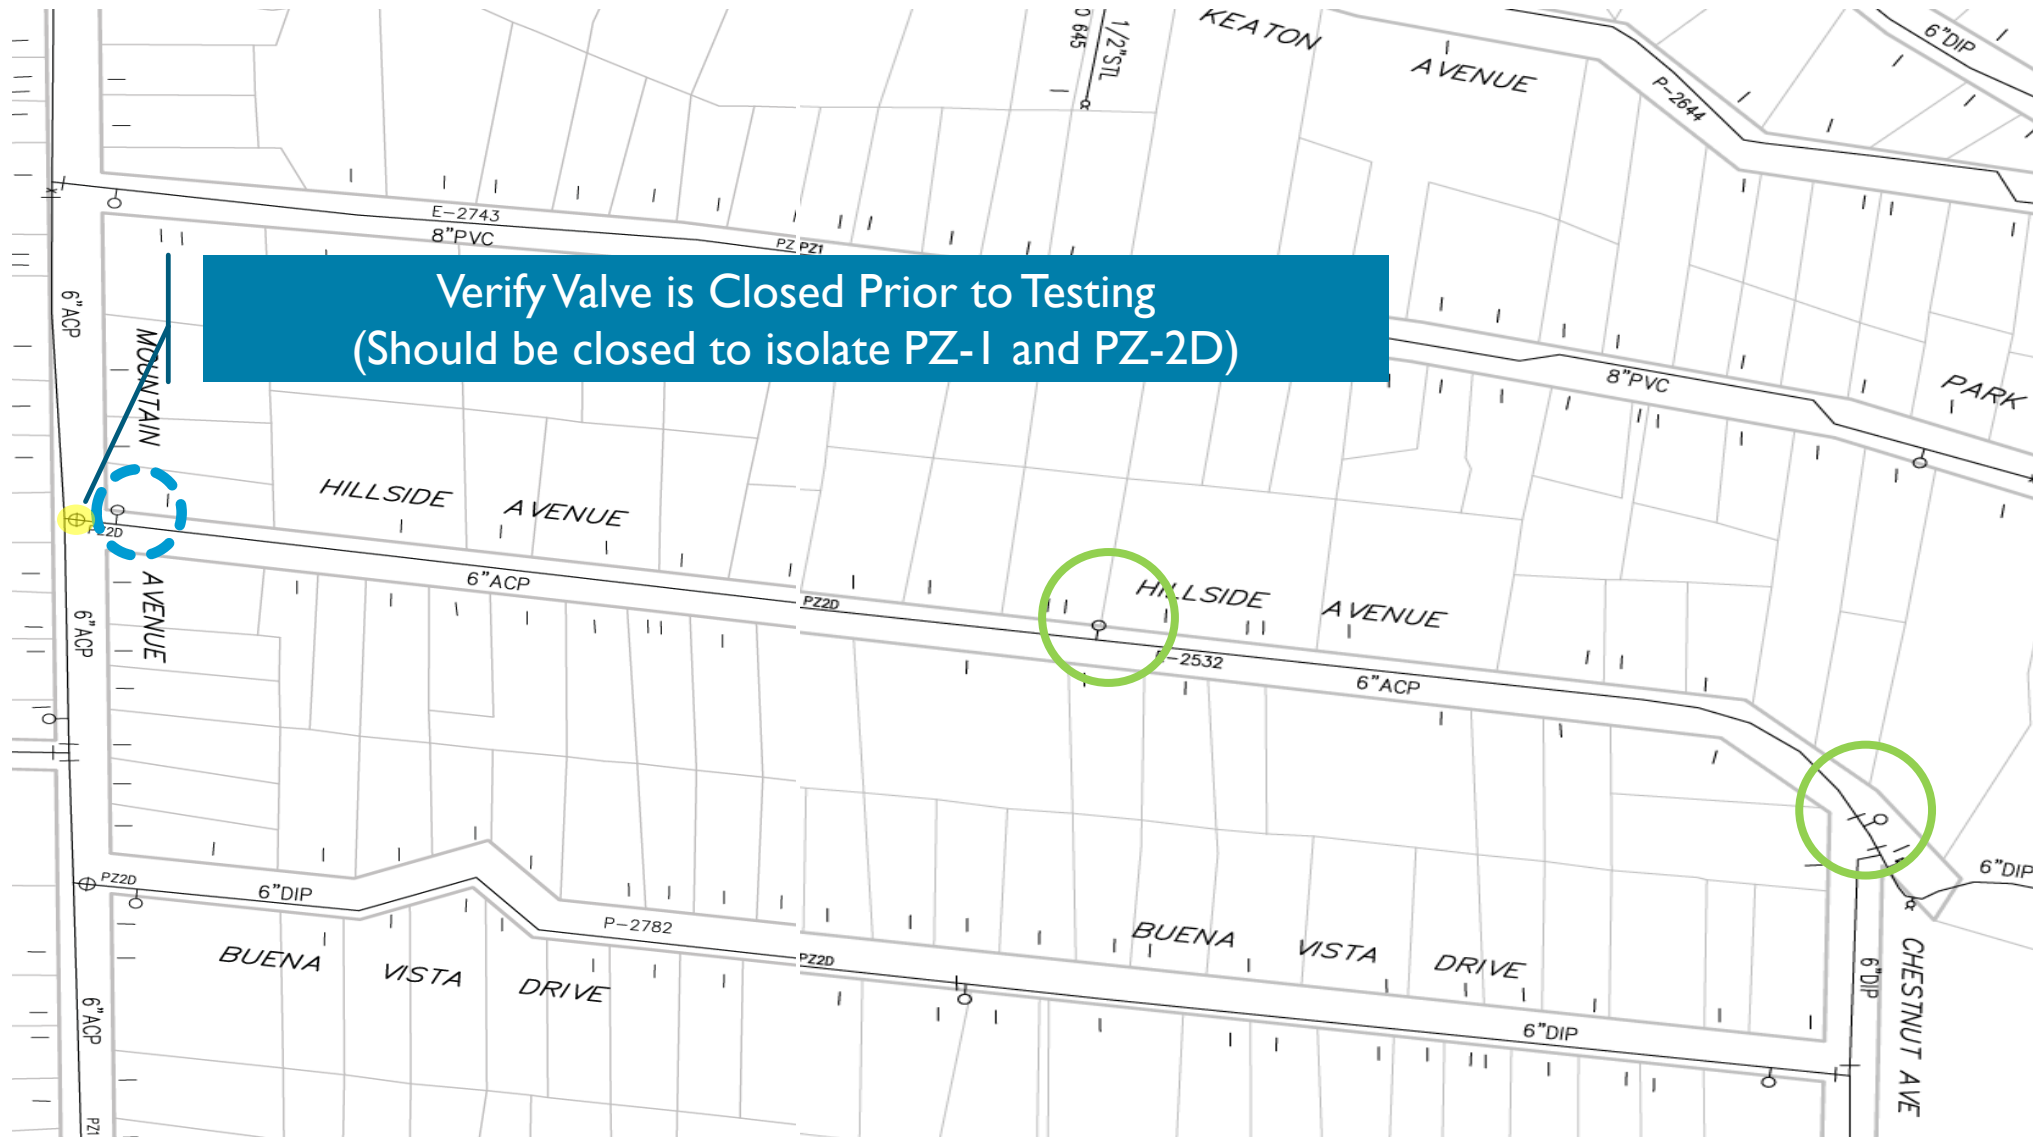 1/2"STL
O 645
KEATON
AVENUE
6"DIP
P-2644
E-2743
8"PVC
PZ
PZ1
6"ACP
MOUNTAIN
Verify Valve is Closed Prior to Testing
(Should be closed to isolate PZ-1 and PZ-2D)
8"PVC
PARK
HILLSIDE AVENUE
PZ2D
6"ACP
PZ2D
HILLSIDE AVENUE
6"ACP
AVENUE
E-2532
6"ACP
6"DIP
PZ2D
6"DIP
P-2782
BUENA VISTA DRIVE
PZ2D
BUENA VISTA DRIVE
6"DIP
CHESTNUT AVE
6"ACP
6"DIP
PZ1